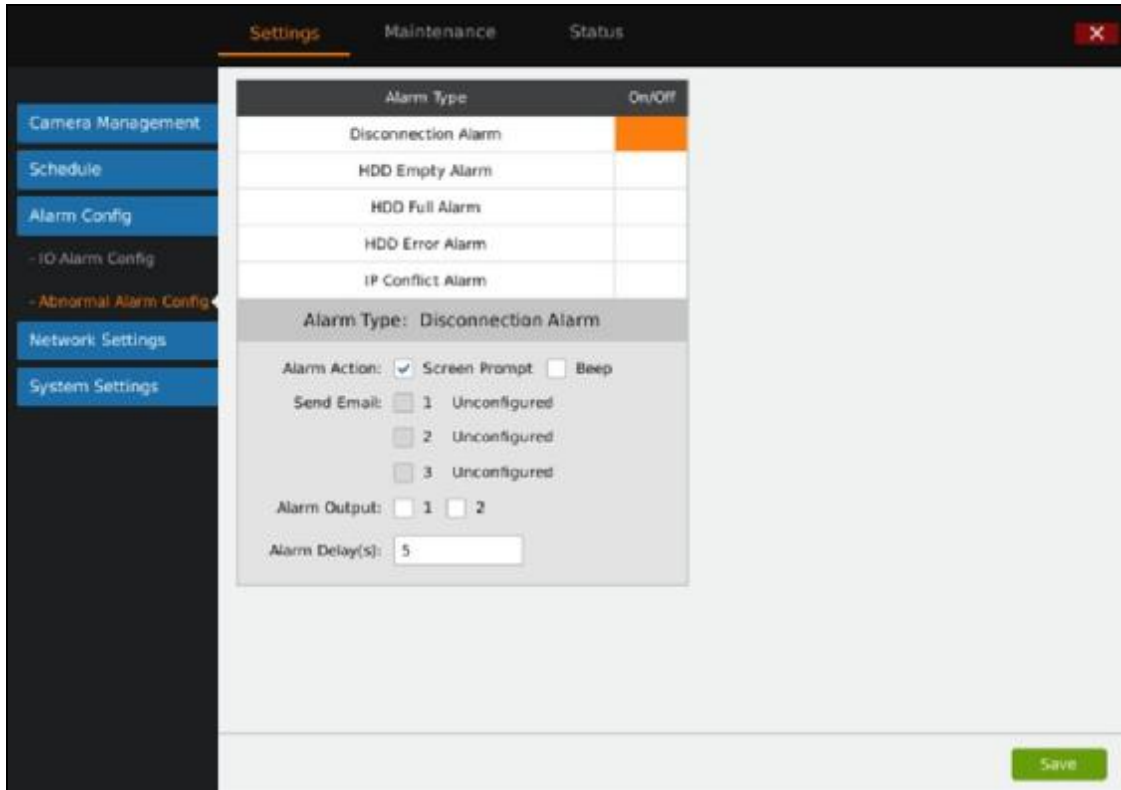 Settings Maintenance Status
Camera Management
Schedule
Alarm Config
- IO Alarm Config
- Abnormal Alarm Config
Network Settings
System Settings
Alarm Type On/Off
Disconnection Alarm
HDD Empty Alarm
HDD Full Alarm
HDD Error Alarm
IP Conflict Alarm
Alarm Type: Disconnection Alarm
Alarm Action: Screen Prompt Beep
Send Email: 1 Unconfigured
2 Unconfigured
3 Unconfigured
Alarm Output: 1 2
Alarm Delay(s): 5
Save